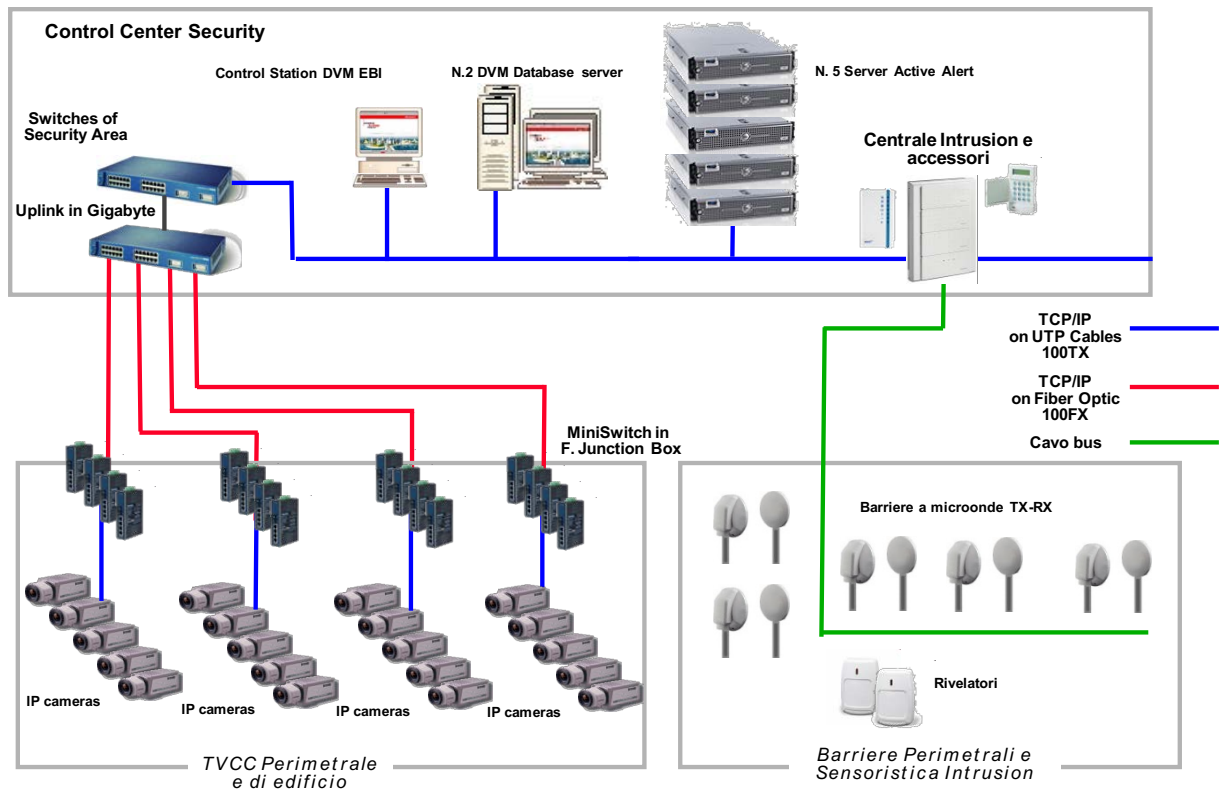 Control Center Security
Control Station DVM EBI
N.2 DVM Database server
N. 5 Server Active Alert
Switches of
Security Area
Centrale Intrusion e
accessori
Uplink in Gigabyte
TCP/IP
on UTP Cables
100TX
TCP/IP
on Fiber Optic
100FX
Cavo bus
MiniSwitch in
F. Junction Box
Barriere a microonde TX-RX
Rivelatori
IP cameras
IP cameras
IP cameras
IP cameras
TVCC Perimetrale
e di edificio
Barriere Perimetrali e
Sensoristica Intrusion